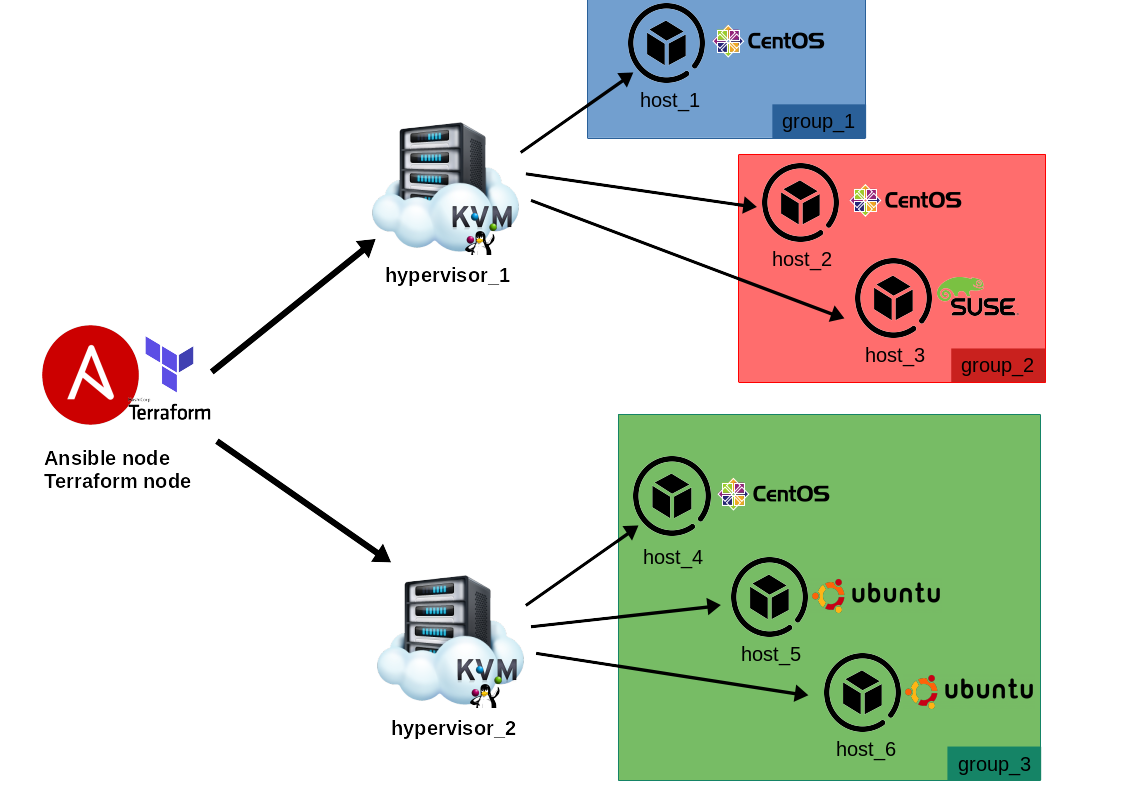 CentOS
host_1
group_1
CentOS
host_2
SUSE
host_3
group_2
KVM
hypervisor_1
Terraform
Ansible node
Terraform node
CentOS
host_4
ubuntu
host_5
ubuntu
host_6
group_3
KVM
hypervisor_2